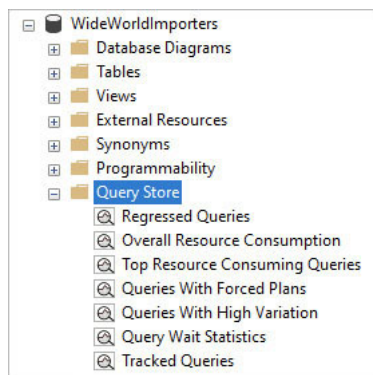 WideWorldImporters
Database Diagrams
Tables
Views
External Resources
Synonyms
Programmability
Query Store
Regressed Queries
Overall Resource Consumption
Top Resource Consuming Queries
Queries With Forced Plans
Queries With High Variation
Query Wait Statistics
Tracked Queries